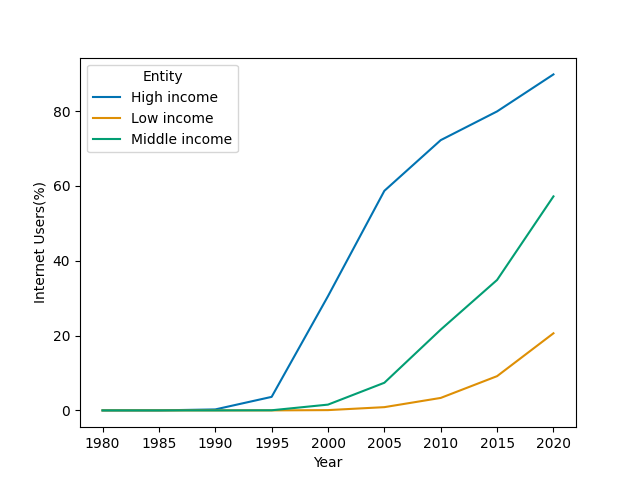 Entity
High income
Low income
Middle income
Internet Users(%)
80
60
40
20
0
1980 1985 1990 1995 2000 2005 2010 2015 2020
Year